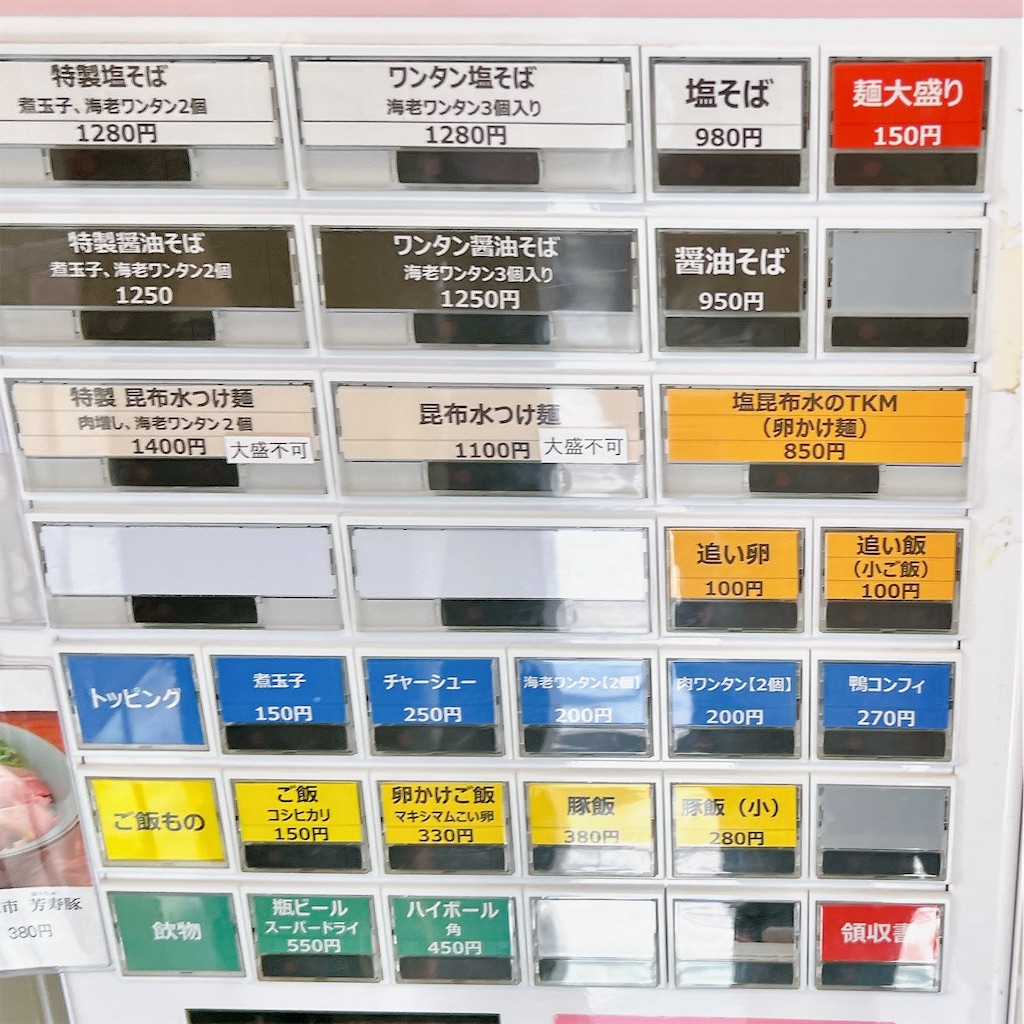 特製塩そば
煮玉子、海老ワンタン2個
1280円
ワンタン塩そば
海老ワンタン3個入り
1280円
塩そば
980円
麺大盛り
150円
特製醤油そば
煮玉子、海老ワンタン2個
1250
ワンタン醤油そば
海老ワンタン3個入り
1250円
醤油そば
950円
特製 昆布水つけ麺
肉増し、海老ワンタン2個
1400円
大盛不可
昆布水つけ麺
1100円
大盛不可
塩昆布水のTKM
（卵かけ麺）
850円
追い卵
100円
追い飯
（小ご飯）
100円
トッピング
煮玉子
150円
チャーシュー
250円
海老ワンタン【2個】
200円
肉ワンタン【2個】
200円
鴨コンフィ
270円
ご飯もの
ご飯
コシヒカリ
150円
卵かけご飯
マキシマムこい卵
330円
豚飯
380円
豚飯（小）
280円
市 芳寿豚
380円
飲物
瓶ビール
スーパードライ
550円
ハイボール
角
450円
領収書